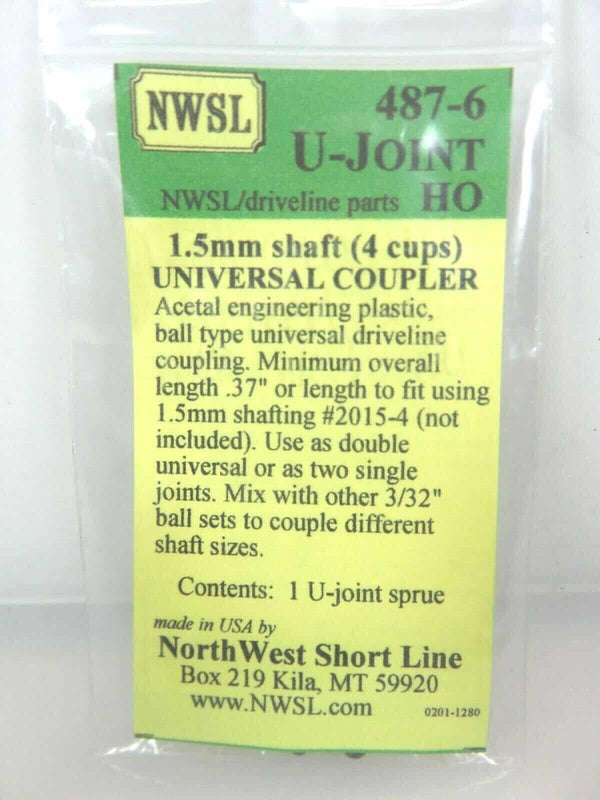 NWSL
487-6
U-JOINT
NWSL/driveline parts HO
1.5mm shaft (4 cups)
UNIVERSAL COUPLER
Acetal engineering plastic,
ball type universal driveline
coupling. Minimum overall
length .37" or length to fit using
1.5mm shafting #2015-4 (not
included). Use as double
universal or as two single
joints. Mix with other 3/32"
ball sets to couple different
shaft sizes.
Contents: 1 U-joint sprue
made in USA by
NorthWest Short Line
Box 219 Kila, MT 59920
www.NWSL.com 0201-1280